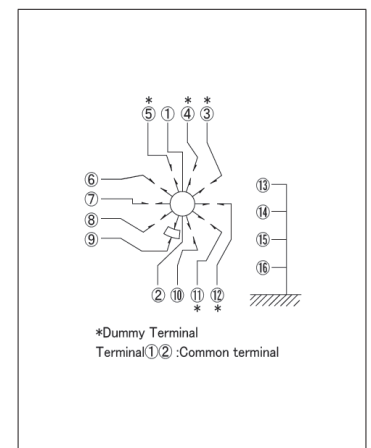 * * *
⑤ ① ④ ③
⑥
⑦
⑧
⑨
② ⑩ ⑪ ⑫
* *
⑬
⑭
⑮
⑯
*Dummy Terminal
Terminal①② :Common terminal